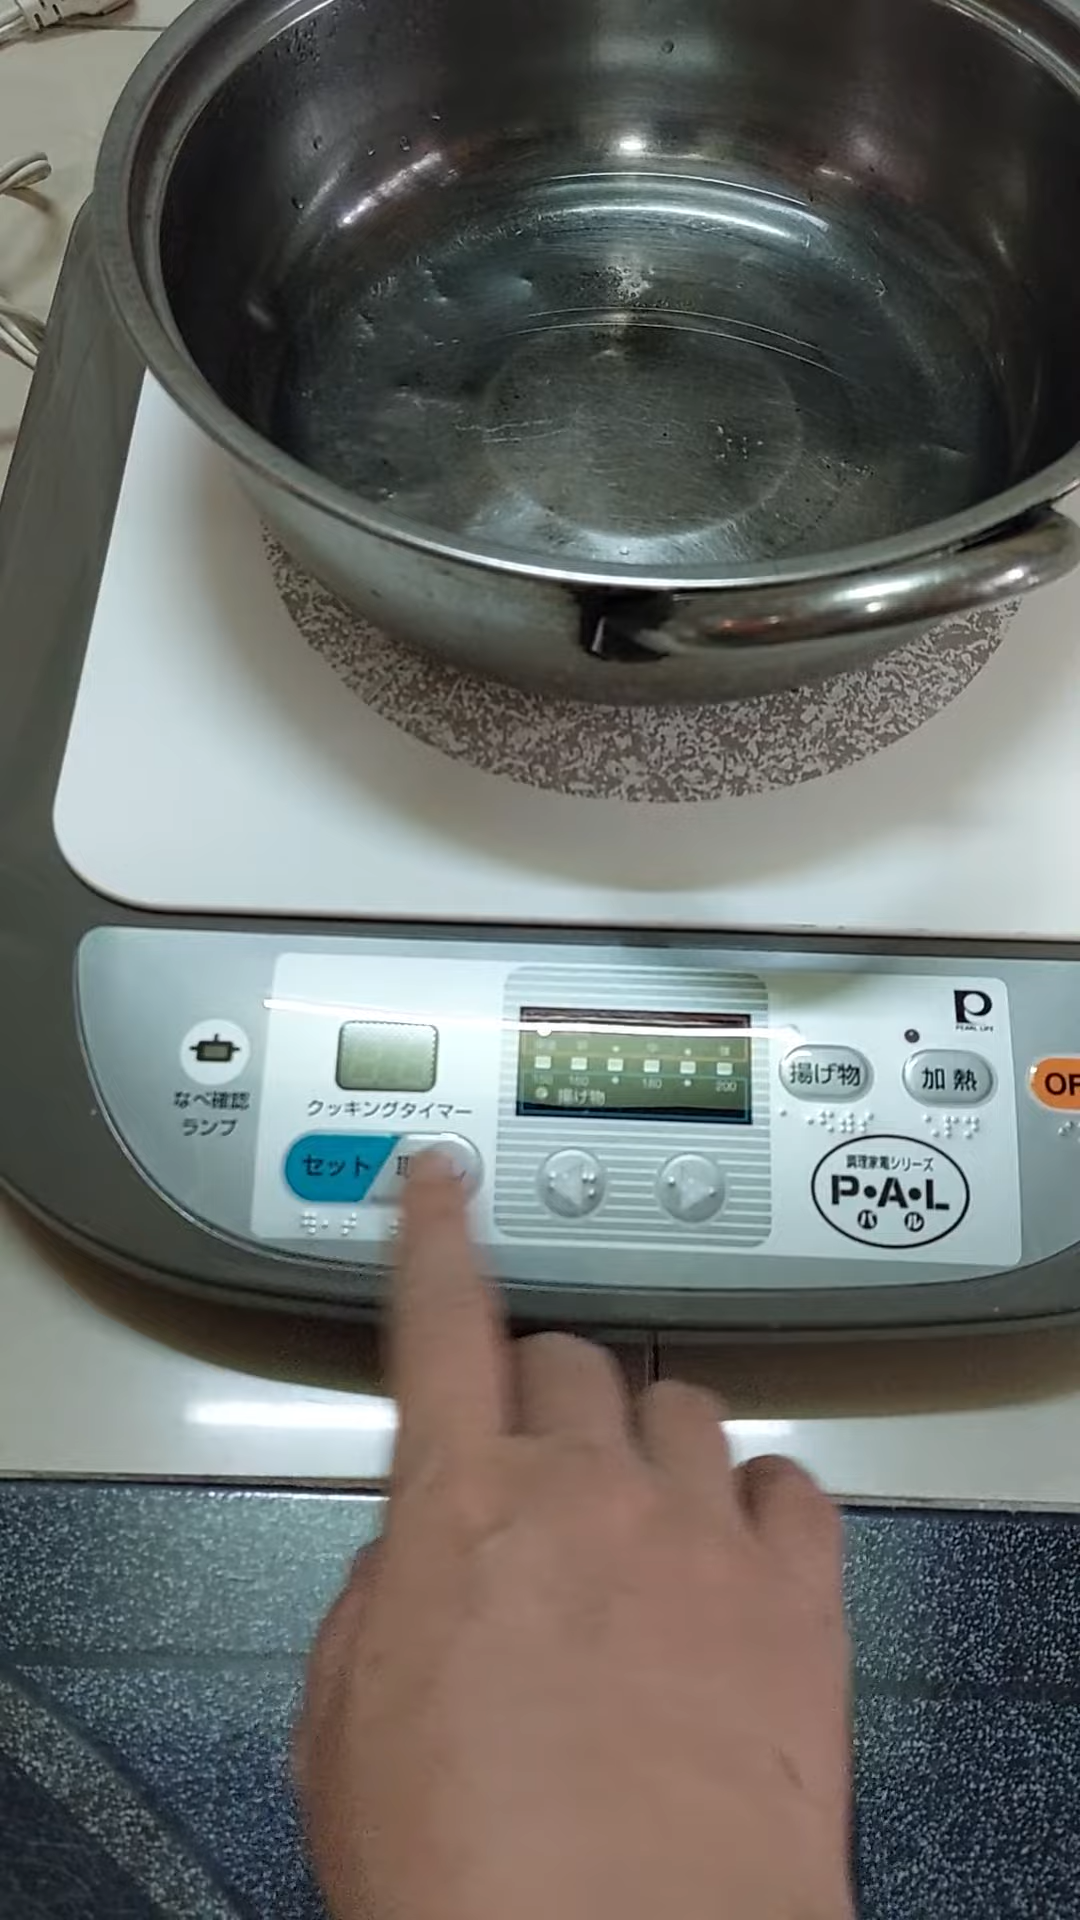 PEARL LIFE
なべ確認
ランプ
クッキングタイマー
セット
150 160 180 200
揚げ物
揚げ物
加熱
OF
調理家電シリーズ
P・A・L
パル